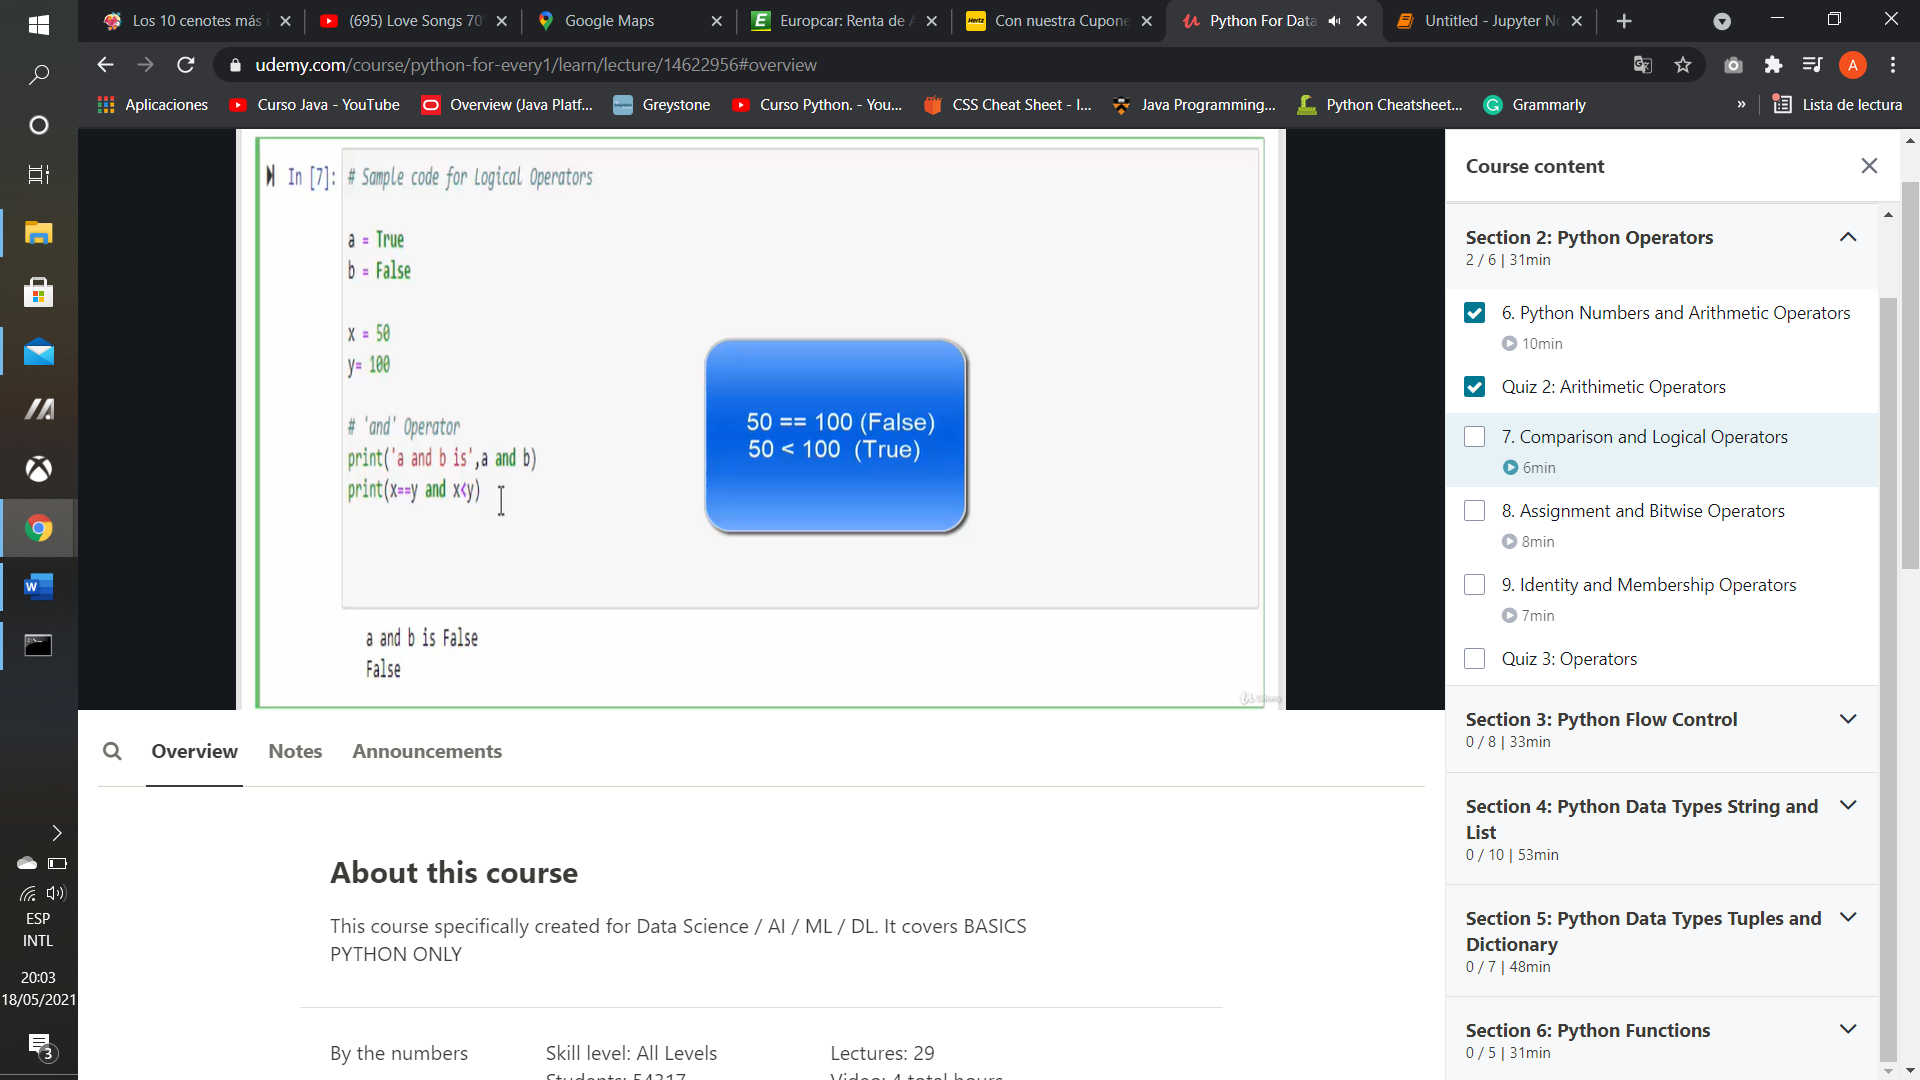 Los 10 cenotes más
(695) Love Songs 70'
Google Maps
Europcar: Renta de A
Con nuestra Cupone
Python For Data
Untitled - Jupyter No
udemy.com/course/python-for-every1/learn/lecture/14622956#overview
A
Aplicaciones
Curso Java - YouTube
Overview (Java Platf...
Greystone
Curso Python. - You...
CSS Cheat Sheet - I...
Java Programming...
Python Cheatsheet...
Grammarly
»
Lista de lectura
In [7]: # Sample code for Logical Operators
a = True
b = False
x = 50
y= 100
# 'and' Operator
print('a and b is',a and b)
print(x==y and x<y)
50 == 100 (False)
50 < 100 (True)
a and b is False
False
Udemy
Course content
Section 2: Python Operators
2 / 6 | 31min
6. Python Numbers and Arithmetic Operators
10min
Quiz 2: Arithimetic Operators
7. Comparison and Logical Operators
6min
8. Assignment and Bitwise Operators
8min
9. Identity and Membership Operators
7min
Quiz 3: Operators
Section 3: Python Flow Control
0 / 8 | 33min
Section 4: Python Data Types String and
List
0 / 10 | 53min
Section 5: Python Data Types Tuples and
Dictionary
0 / 7 | 48min
Section 6: Python Functions
0 / 5 | 31min
Overview
Notes
Announcements
About this course
This course specifically created for Data Science / AI / ML / DL. It covers BASICS
PYTHON ONLY
By the numbers
Skill level: All Levels
Students: 54317
Lectures: 29
Video: 4 total hours
ESP
INTL
20:03
18/05/2021
3